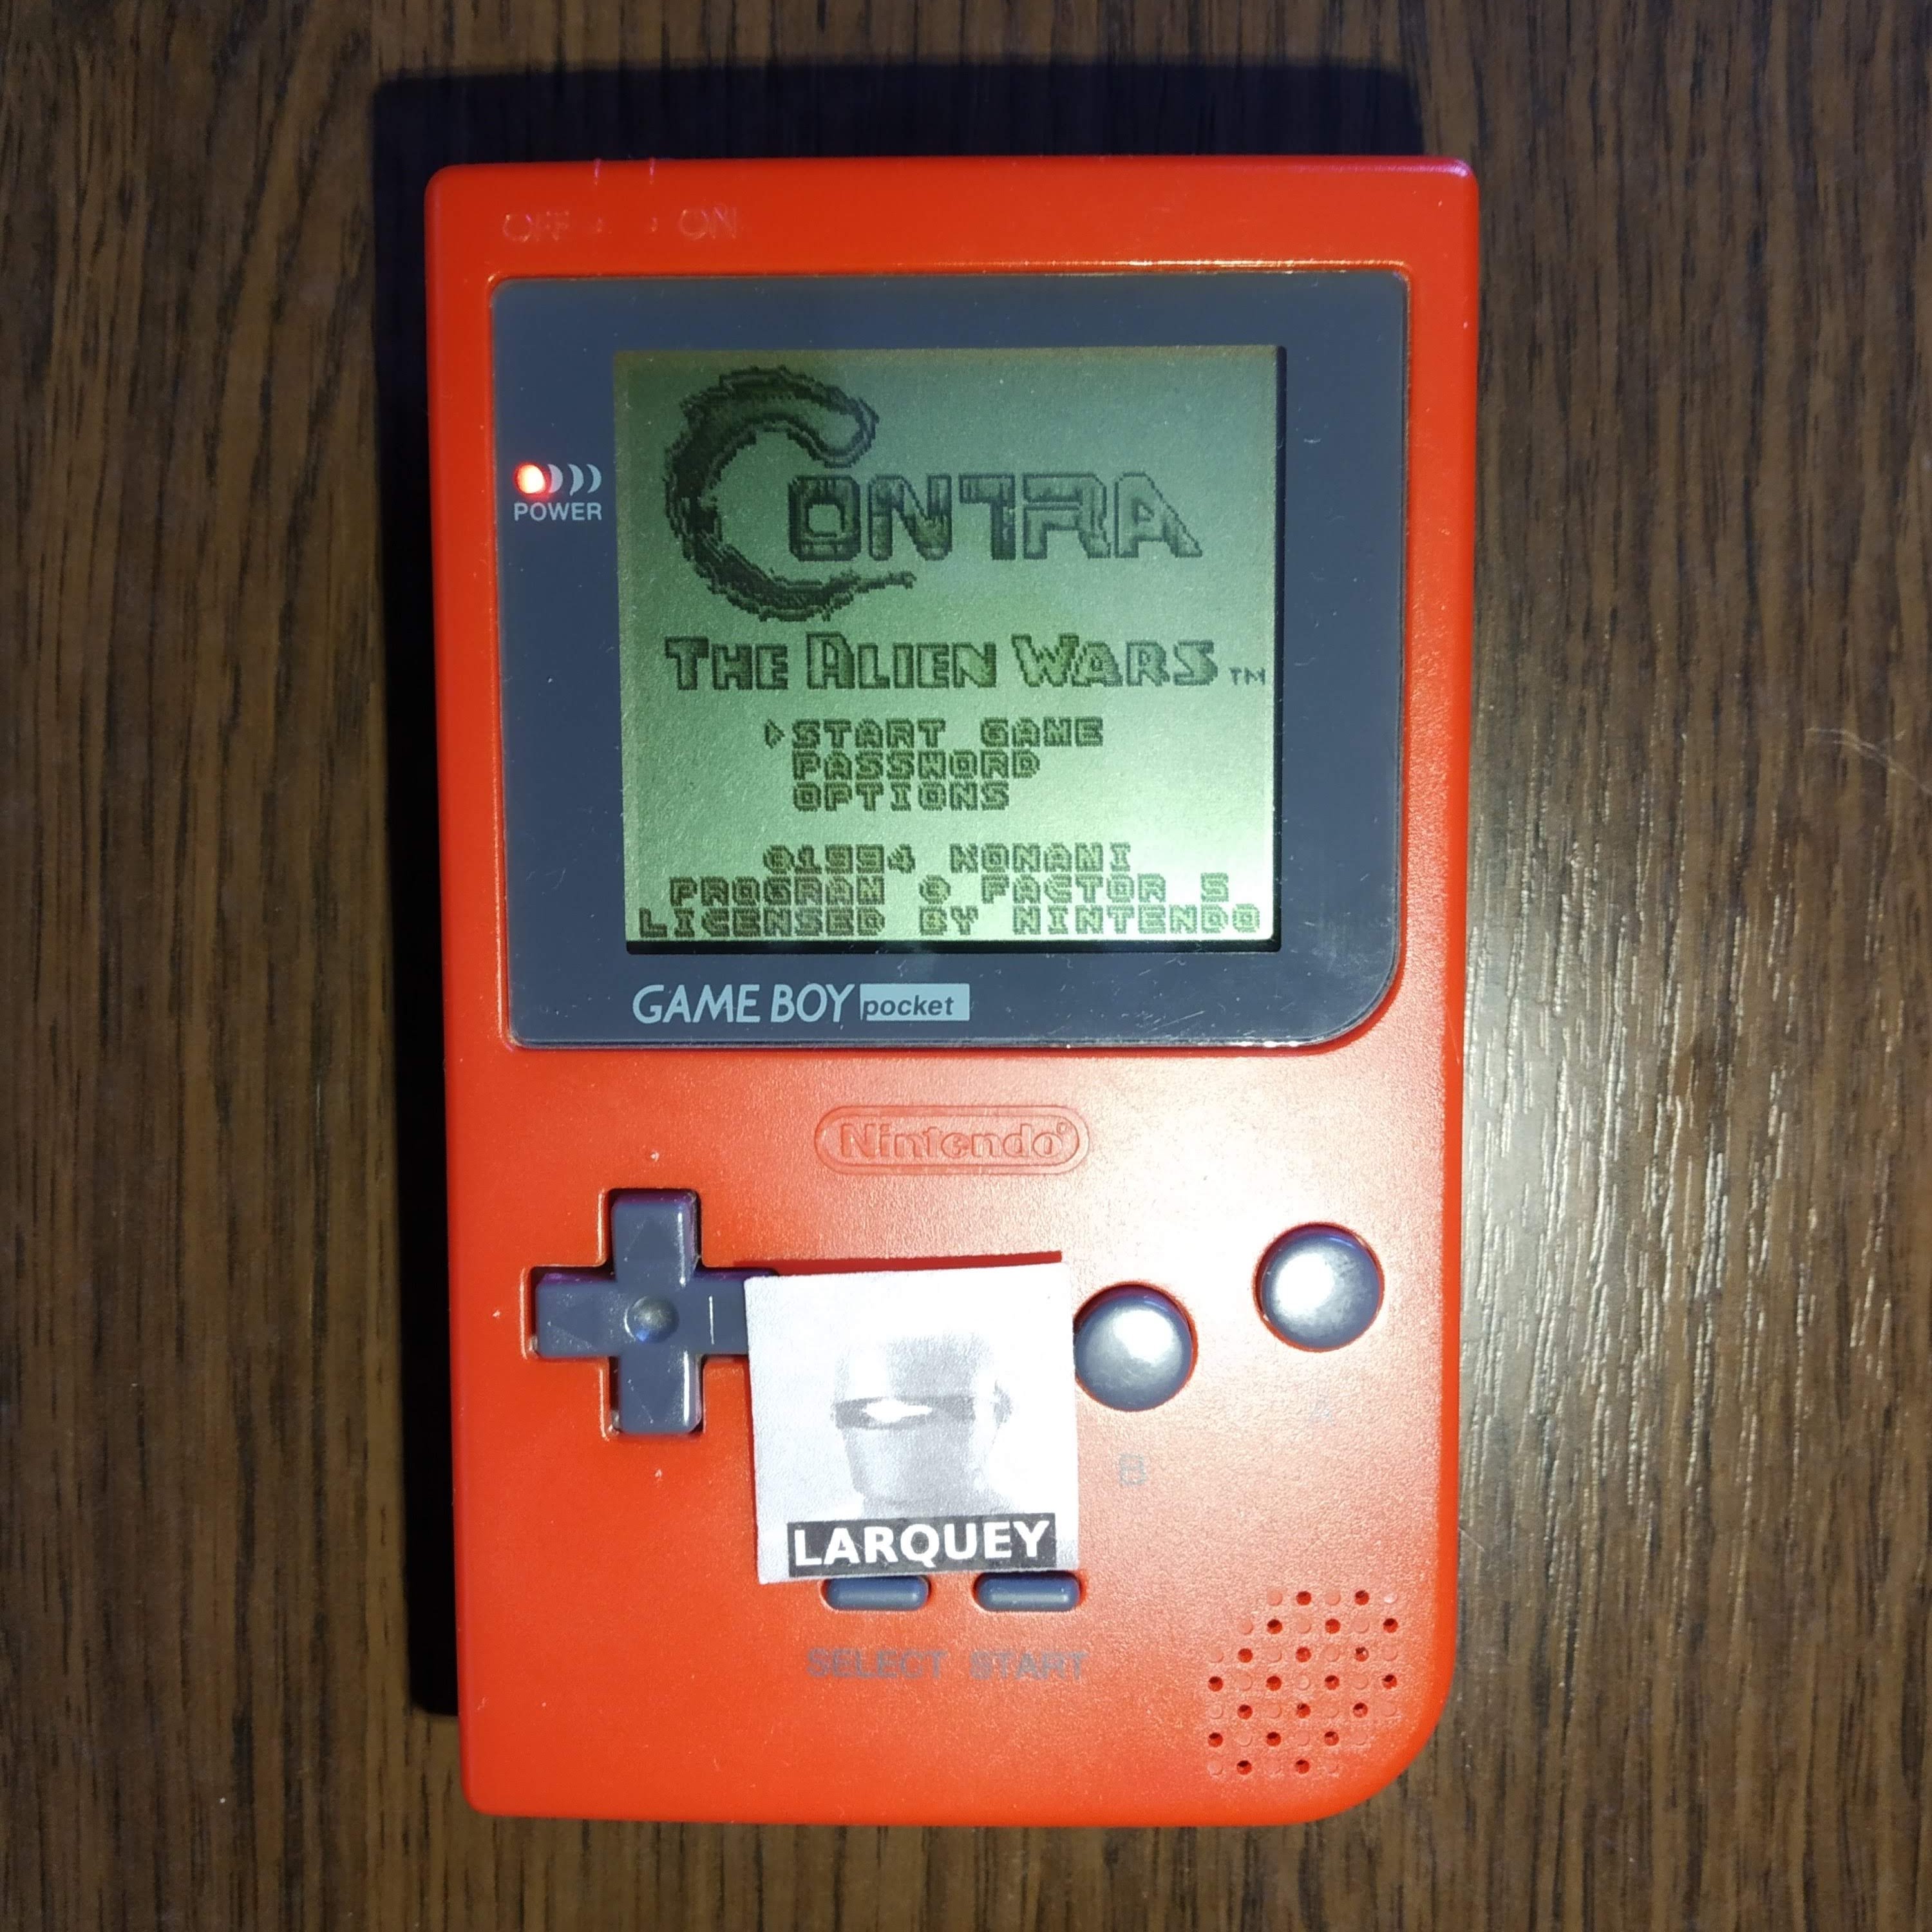 OFF ON
POWER
CONTRA
THE ALIEN WARS™
START GAME
PASSWORD
OPTIONS
©1994 KONAMI
PROGRAM © FACTOR 5
LICENSED BY NINTENDO
GAME BOY pocket
Nintendo®
A
B
LARQUEY
SELECT START